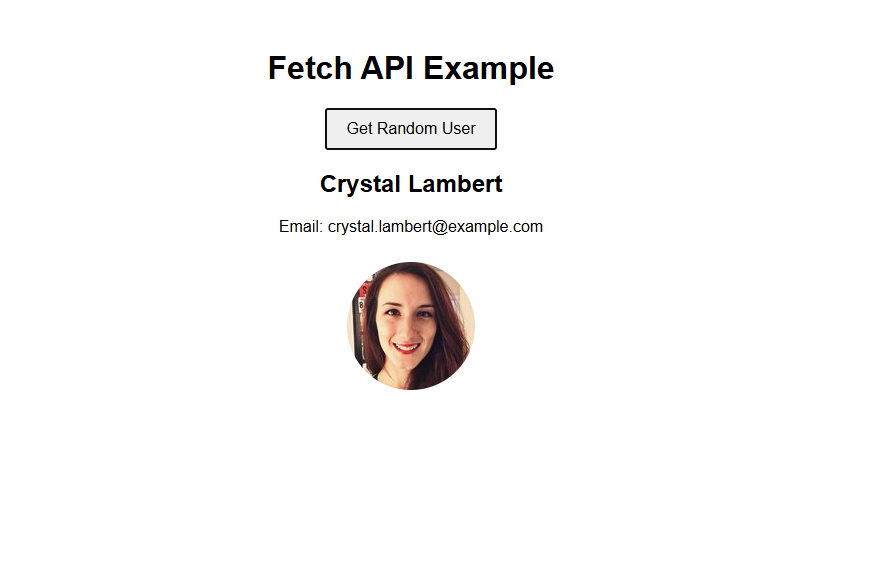 Fetch API Example
Get Random User
Crystal Lambert
Email: crystal.lambert@example.com